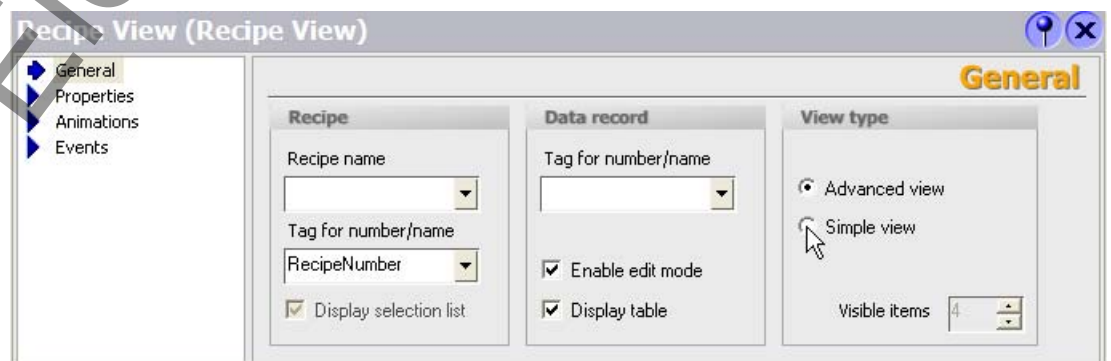 Recipe View (Recipe View)
General
Properties
Animations
Events
General
Recipe
Recipe name
Tag for number/name
RecipeNumber
Display selection list
Data record
Tag for number/name
Enable edit mode
Display table
View type
Advanced view
Simple view
Visible items 4